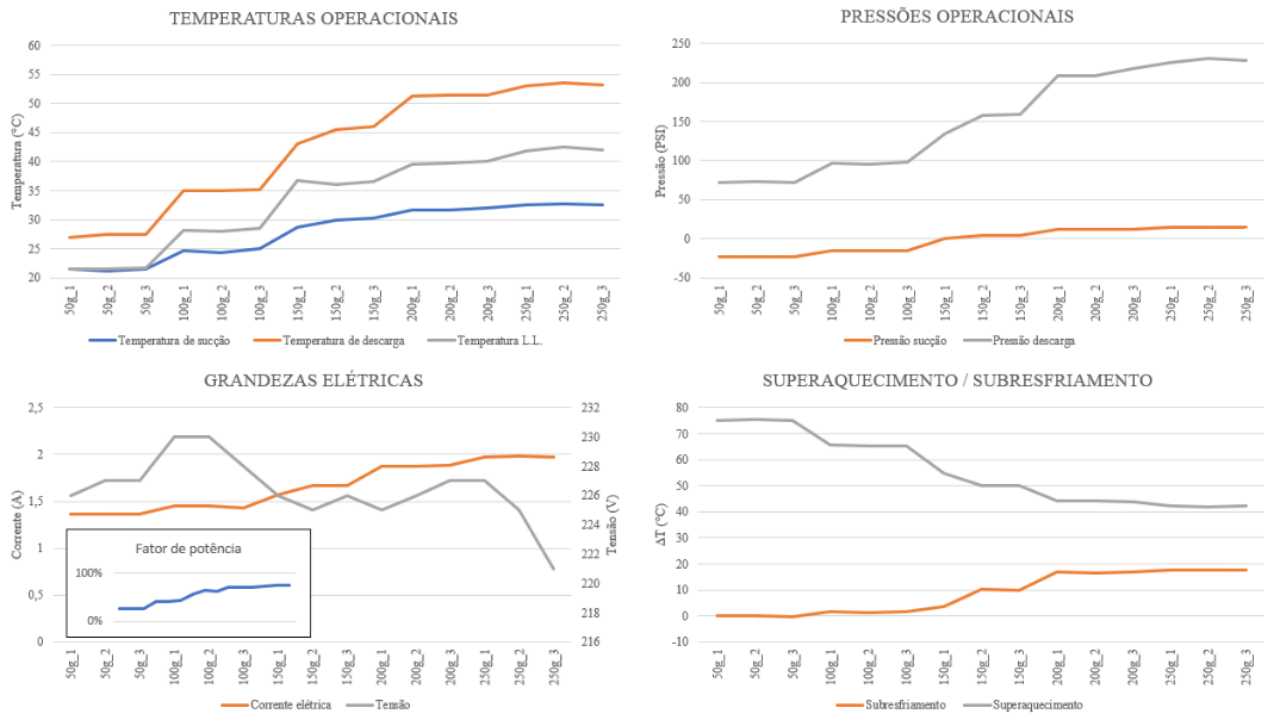 TEMPERATURAS OPERACIONAIS
60
55
50
45
40
35
30
25
20
Temperatura (°C)
50g_1
50g_2
50g_3
100g_1
100g_2
100g_3
150g_1
150g_2
150g_3
200g_1
200g_2
200g_3
250g_1
250g_2
250g_3
Temperatura de sucção Temperatura de descarga Temperatura L.L.
PRESSÕES OPERACIONAIS
250
200
150
100
50
0
-50
Pressão (PSI)
50g_1
50g_2
50g_3
100g_1
100g_2
100g_3
150g_1
150g_2
150g_3
200g_1
200g_2
200g_3
250g_1
250g_2
250g_3
Pressão sucção Pressão descarga
GRANDEZAS ELÉTRICAS
2,5
2
1,5
1
0,5
0
Corrente (A)
232
230
228
226
224
222
220
218
216
Tensão (V)
Fator de potência
100%
0%
50g_1
50g_2
50g_3
100g_1
100g_2
100g_3
150g_1
150g_2
150g_3
200g_1
200g_2
200g_3
250g_1
250g_2
250g_3
Corrente elétrica Tensão
SUPERAQUECIMENTO / SUBRESFRIAMENTO
80
70
60
50
40
30
20
10
0
-10
ΔT (°C)
50g_1
50g_2
50g_3
100g_1
100g_2
100g_3
150g_1
150g_2
150g_3
200g_1
200g_2
200g_3
250g_1
250g_2
250g_3
Subresfriamento Superaquecimento